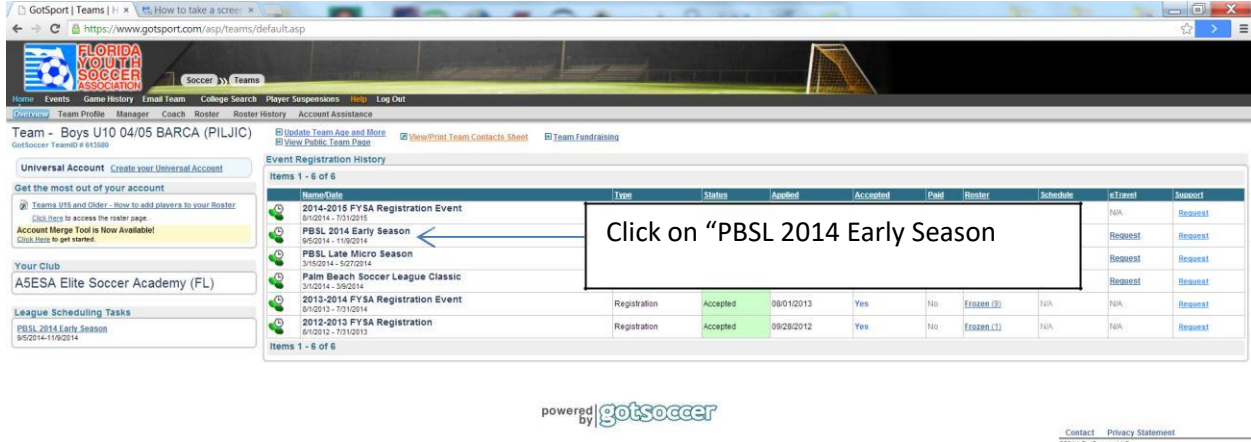 GotSport | Teams | H × How to take a screen ×
https://www.gotsport.com/asp/teams/default.asp
FLORIDA
YOUTH
SOCCER
ASSOCIATION
Soccer Teams
Home Events Game History Email Team College Search Player Suspensions Help Log Out
Overview Team Profile Manager Coach Roster Roster History Account Assistance
Team - Boys U10 04/05 BARCA (PILJIC)
GotSoccer TeamID # 613580
Update Team Age and More
View Public Team Page
View/Print Team Contacts Sheet
Team Fundraising
Universal Account Create your Universal Account
Get the most out of your account
Teams U15 and Older - How to add players to your Roster
Click Here to access the roster page.
Account Merge Tool is Now Available!
Click Here to get started.
Your Club
A5ESA Elite Soccer Academy (FL)
League Scheduling Tasks
PBSL 2014 Early Season
9/5/2014-11/9/2014
Event Registration History
Items 1 - 6 of 6
Name/Date Type Status Applied Accepted Paid Roster Schedule eTravel Support
2014-2015 FYSA Registration Event N/A Request
8/1/2014 - 7/31/2015
PBSL 2014 Early Season Request Request
9/5/2014 - 11/9/2014
PBSL Late Micro Season Request Request
3/15/2014 - 5/27/2014
Palm Beach Soccer League Classic Request Request
3/1/2014 - 3/9/2014
2013-2014 FYSA Registration Event Registration Accepted 08/01/2013 Yes No Frozen (9) N/A N/A Request
8/1/2013 - 7/31/2014
2012-2013 FYSA Registration Registration Accepted 09/28/2012 Yes No Frozen (1) N/A N/A Request
8/1/2012 - 7/31/2013
Items 1 - 6 of 6
Click on “PBSL 2014 Early Season
powered by gotsoccer
Contact Privacy Statement